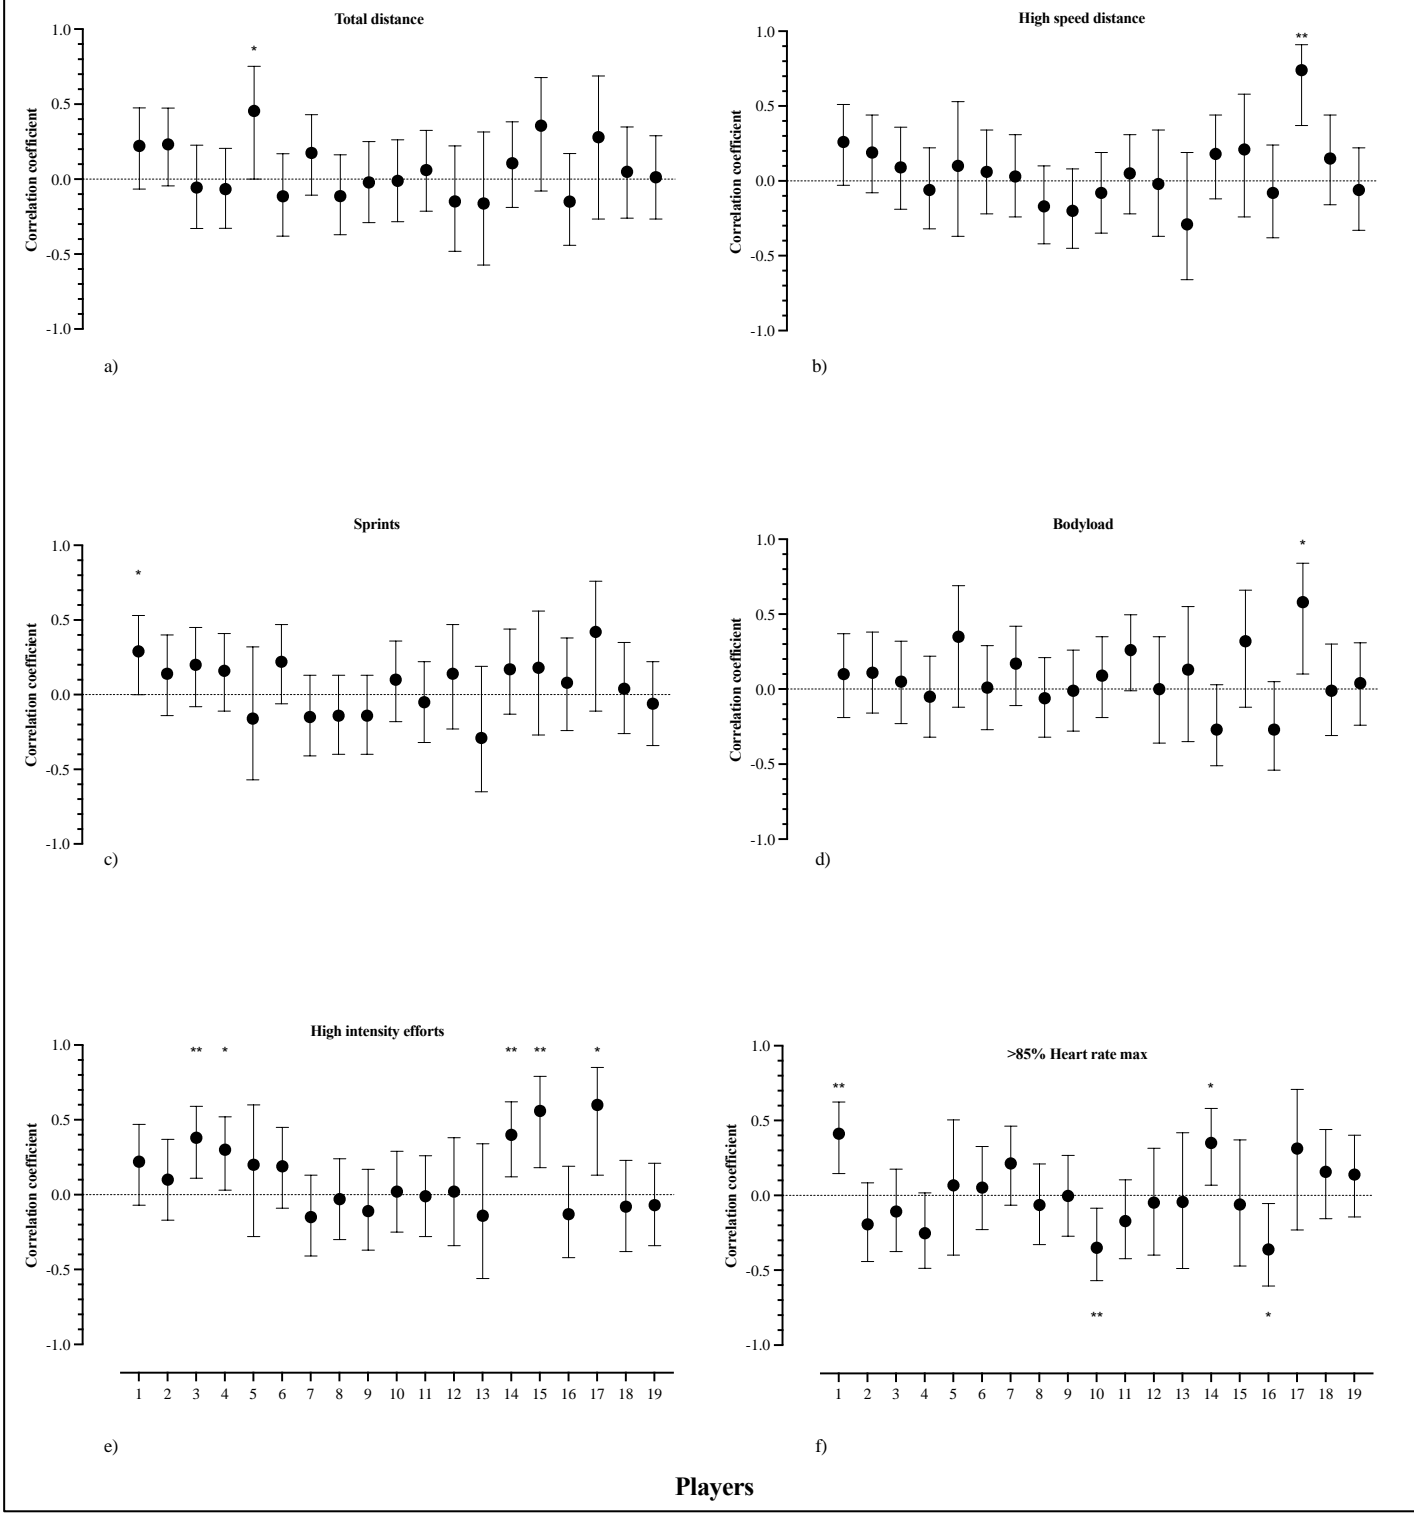 Total distance
High speed distance
1.0
0.5
0.0
-0.5
-1.0
Correlation coefficient
*
a)
1.0
0.5
0.0
-0.5
-1.0
Correlation coefficient
**
b)
Sprints
Bodyload
1.0
0.5
0.0
-0.5
-1.0
Correlation coefficient
*
c)
1.0
0.5
0.0
-0.5
-1.0
Correlation coefficient
*
d)
High intensity efforts
>85% Heart rate max
1.0
0.5
0.0
-0.5
-1.0
Correlation coefficient
** * ** ** *
1 2 3 4 5 6 7 8 9 10 11 12 13 14 15 16 17 18 19
e)
1.0
0.5
0.0
-0.5
-1.0
Correlation coefficient
** *
** *
1 2 3 4 5 6 7 8 9 10 11 12 13 14 15 16 17 18 19
f)
Players